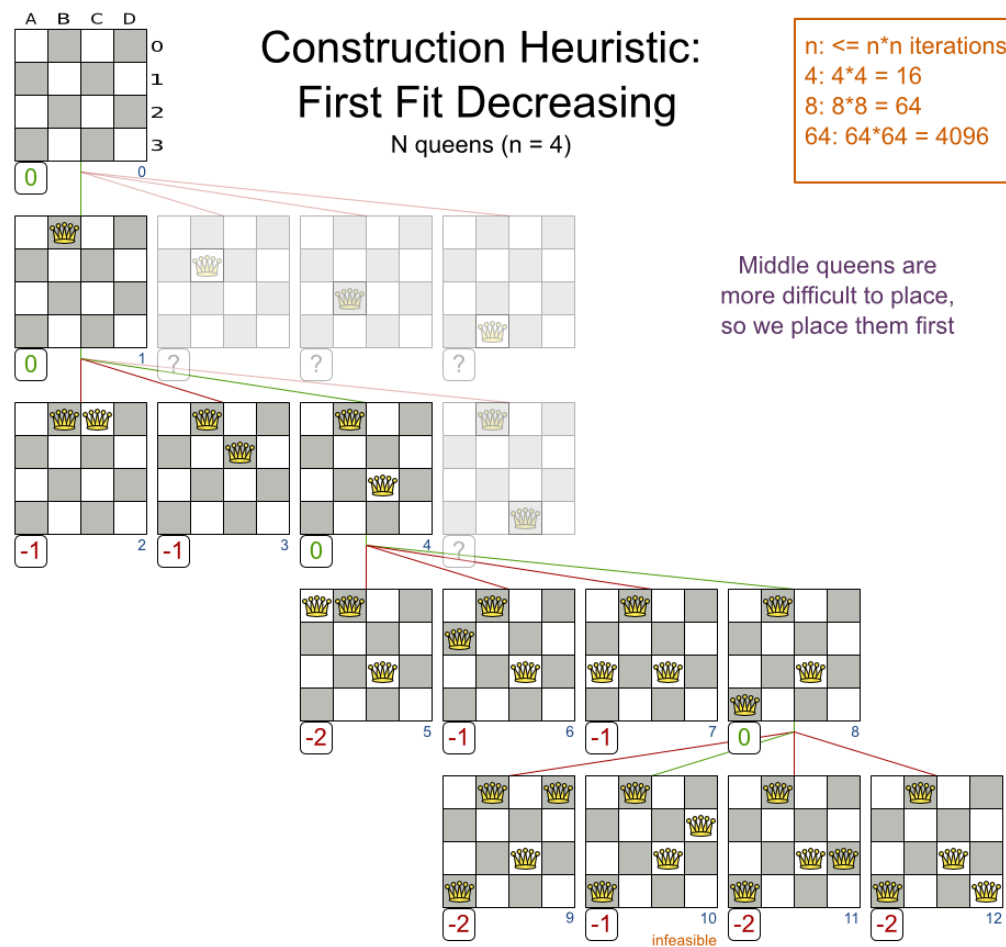 A B C D
Construction Heuristic:
First Fit Decreasing
N queens (n = 4)
n: <= n*n iterations
4: 4*4 = 16
8: 8*8 = 64
64: 64*64 = 4096
0
1
2
3
0 0
Middle queens are
more difficult to place,
so we place them first
0 1 ? ? ?
-1 2 -1 3 0 4 ?
-2 5 -1 6 -1 7 0 8
-2 9 -1 10 -2 11 -2 12
infeasible